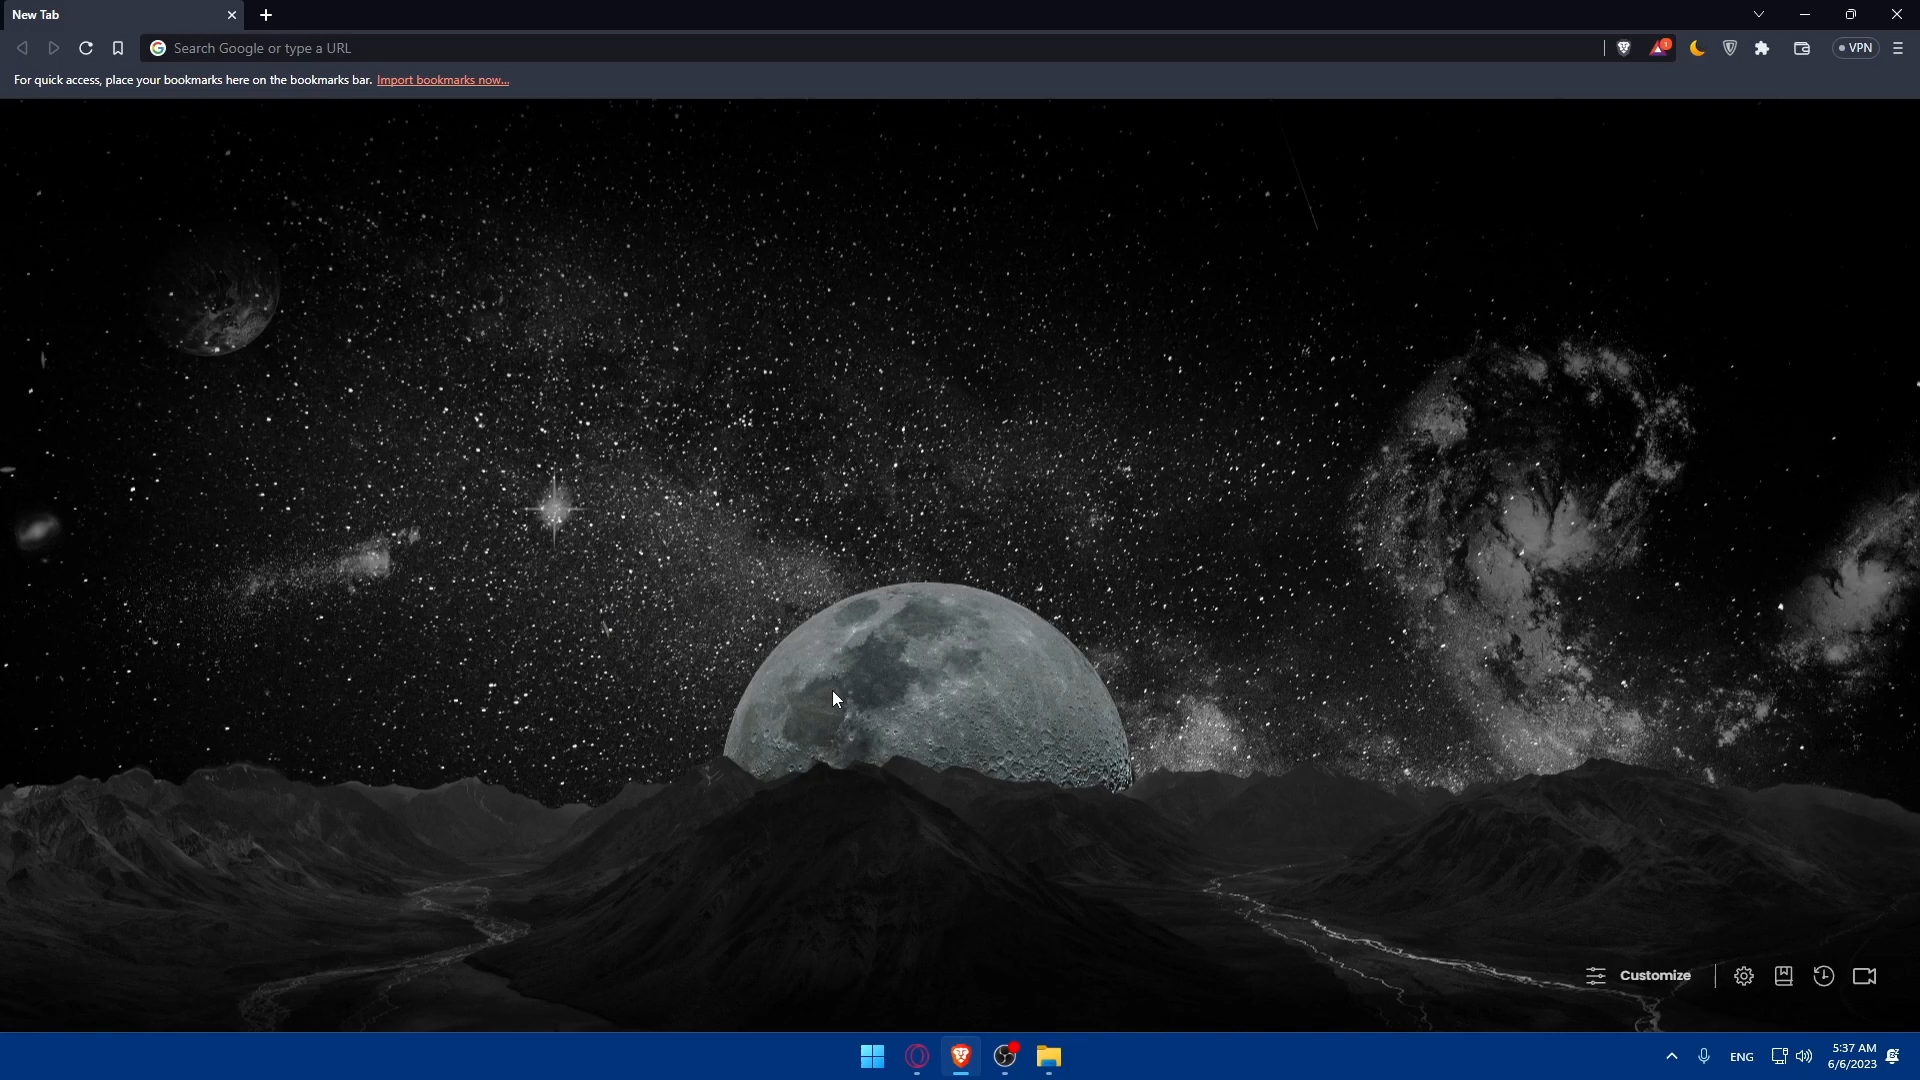 New Tab
Search Google or type a URL
1
VPN
For quick access, place your bookmarks here on the bookmarks bar. Import bookmarks now...
Customize
ENG
5:37 AM
6/6/2023